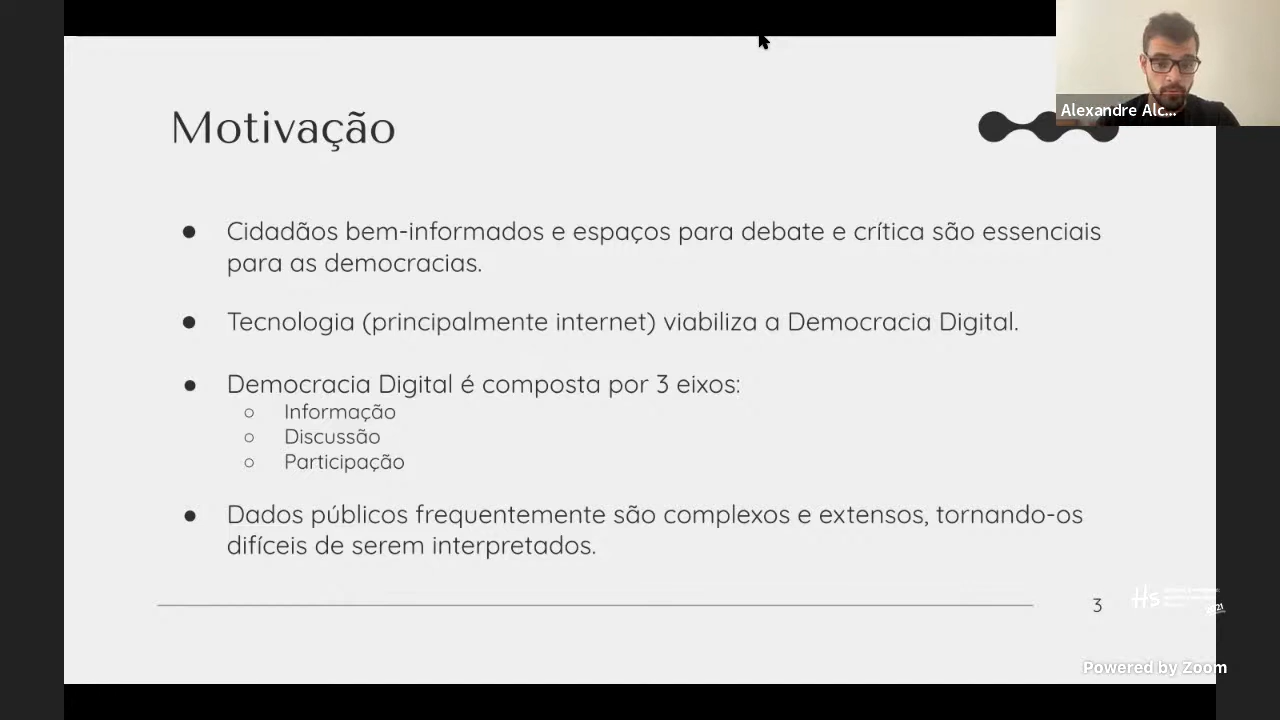 Alexandre Alc...
Motivação
● Cidadãos bem-informados e espaços para debate e crítica são essenciais
para as democracias.
● Tecnologia (principalmente internet) viabiliza a Democracia Digital.
● Democracia Digital é composta por 3 eixos:
○ Informação
○ Discussão
○ Participação
● Dados públicos frequentemente são complexos e extensos, tornando-os
difíceis de serem interpretados.
3
Hs
2021
Powered by Zoom